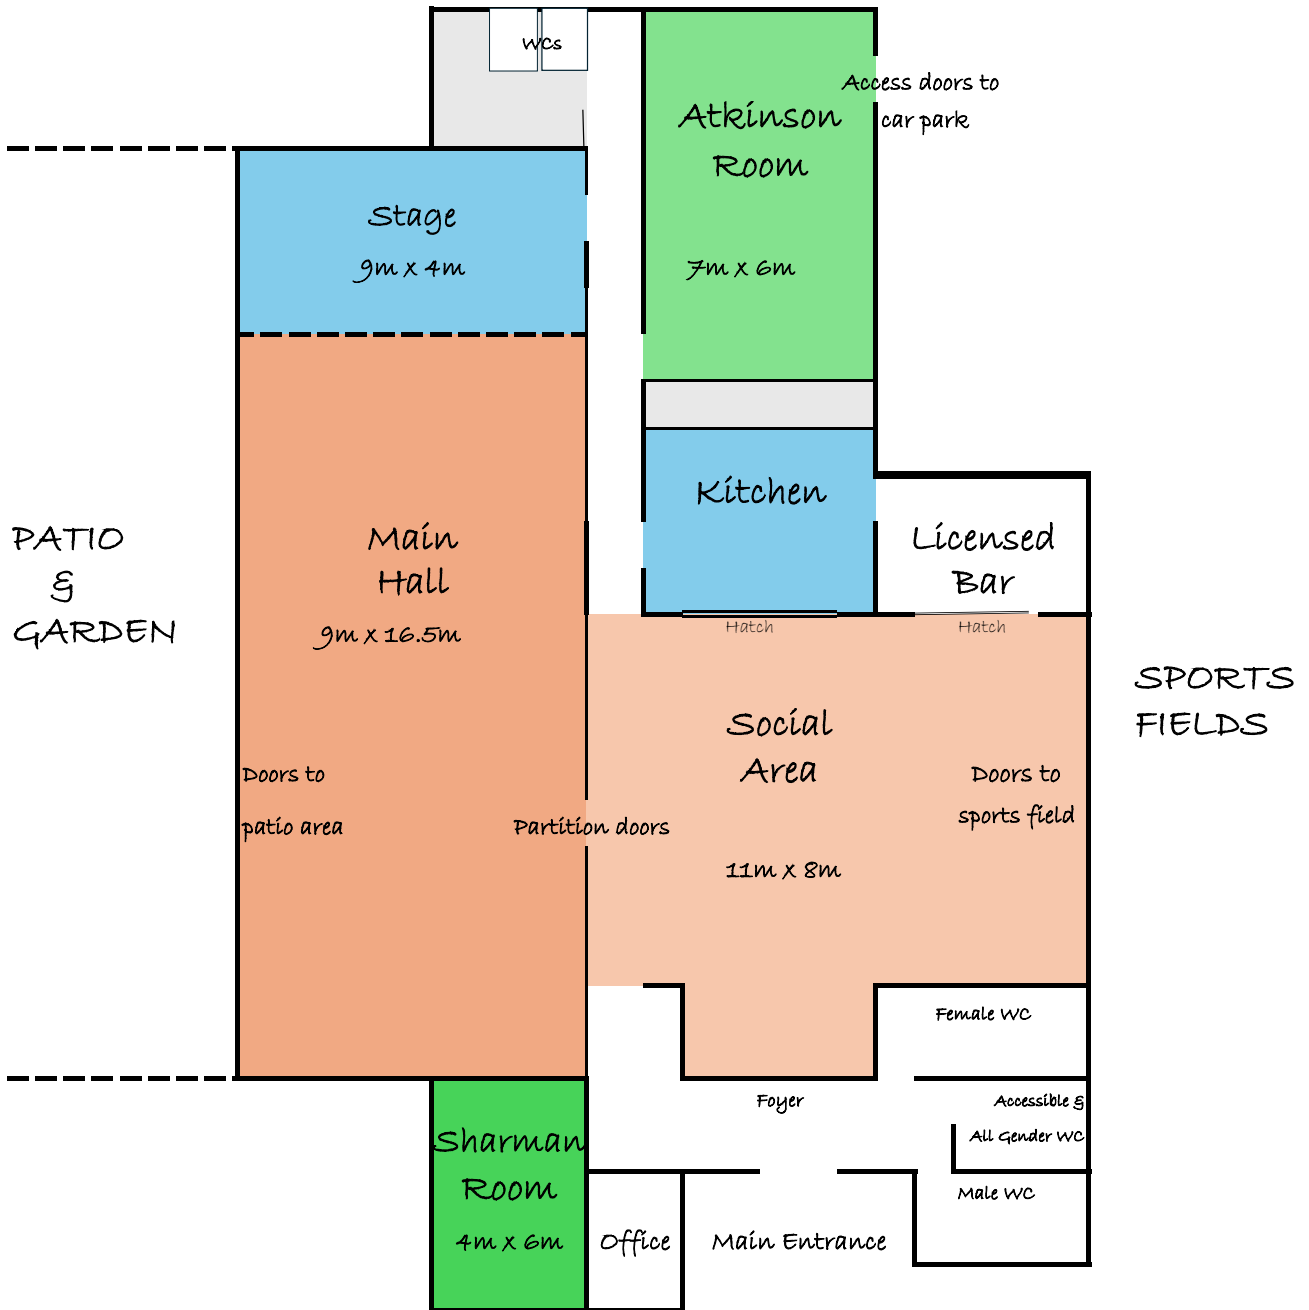 WCs
Access doors to
car park
Atkinson
Room
7m x 6m
Stage
9m x 4m
Kitchen
Licensed
Bar
Hatch
Hatch
PATIO
&
GARDEN
Main
Hall
9m x 16.5m
Doors to
patio area
Partition doors
Social
Area
11m x 8m
Doors to
sports field
SPORTS
FIELDS
Female WC
Foyer
Accessible &
All Gender WC
Male WC
Sharman
Room
4m x 6m
Office
Main Entrance